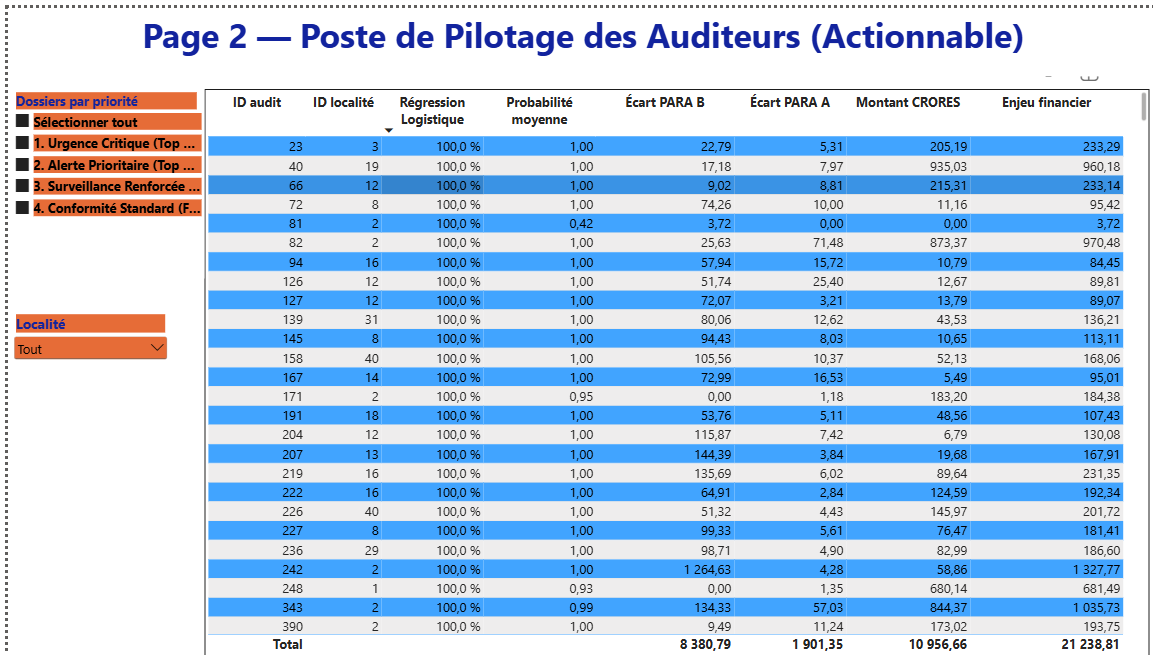 Page 2 — Poste de Pilotage des Auditeurs (Actionnable)
Dossiers par priorité
Sélectionner tout
1. Urgence Critique (Top ...
2. Alerte Prioritaire (Top ...
3. Surveillance Renforcée ...
4. Conformité Standard (F...
Localité
Tout
ID audit ID localité Régression Logistique Probabilité moyenne Écart PARA B Écart PARA A Montant CRORES Enjeu financier
23 3 100,0 % 1,00 22,79 5,31 205,19 233,29
40 19 100,0 % 1,00 17,18 7,97 935,03 960,18
66 12 100,0 % 1,00 9,02 8,81 215,31 233,14
72 8 100,0 % 1,00 74,26 10,00 11,16 95,42
81 2 100,0 % 0,42 3,72 0,00 0,00 3,72
82 2 100,0 % 1,00 25,63 71,48 873,37 970,48
94 16 100,0 % 1,00 57,94 15,72 10,79 84,45
126 12 100,0 % 1,00 51,74 25,40 12,67 89,81
127 12 100,0 % 1,00 72,07 3,21 13,79 89,07
139 31 100,0 % 1,00 80,06 12,62 43,53 136,21
145 8 100,0 % 1,00 94,43 8,03 10,65 113,11
158 40 100,0 % 1,00 105,56 10,37 52,13 168,06
167 14 100,0 % 1,00 72,99 16,53 5,49 95,01
171 2 100,0 % 0,95 0,00 1,18 183,20 184,38
191 18 100,0 % 1,00 53,76 5,11 48,56 107,43
204 12 100,0 % 1,00 115,87 7,42 6,79 130,08
207 13 100,0 % 1,00 144,39 3,84 19,68 167,91
219 16 100,0 % 1,00 135,69 6,02 89,64 231,35
222 16 100,0 % 1,00 64,91 2,84 124,59 192,34
226 40 100,0 % 1,00 51,32 4,43 145,97 201,72
227 8 100,0 % 1,00 99,33 5,61 76,47 181,41
236 29 100,0 % 1,00 98,71 4,90 82,99 186,60
242 2 100,0 % 1,00 1 264,63 4,28 58,86 1 327,77
248 1 100,0 % 0,93 0,00 1,35 680,14 681,49
343 2 100,0 % 0,99 134,33 57,03 844,37 1 035,73
390 2 100,0 % 1,00 9,49 11,24 173,02 193,75
Total 8 380,79 1 901,35 10 956,66 21 238,81